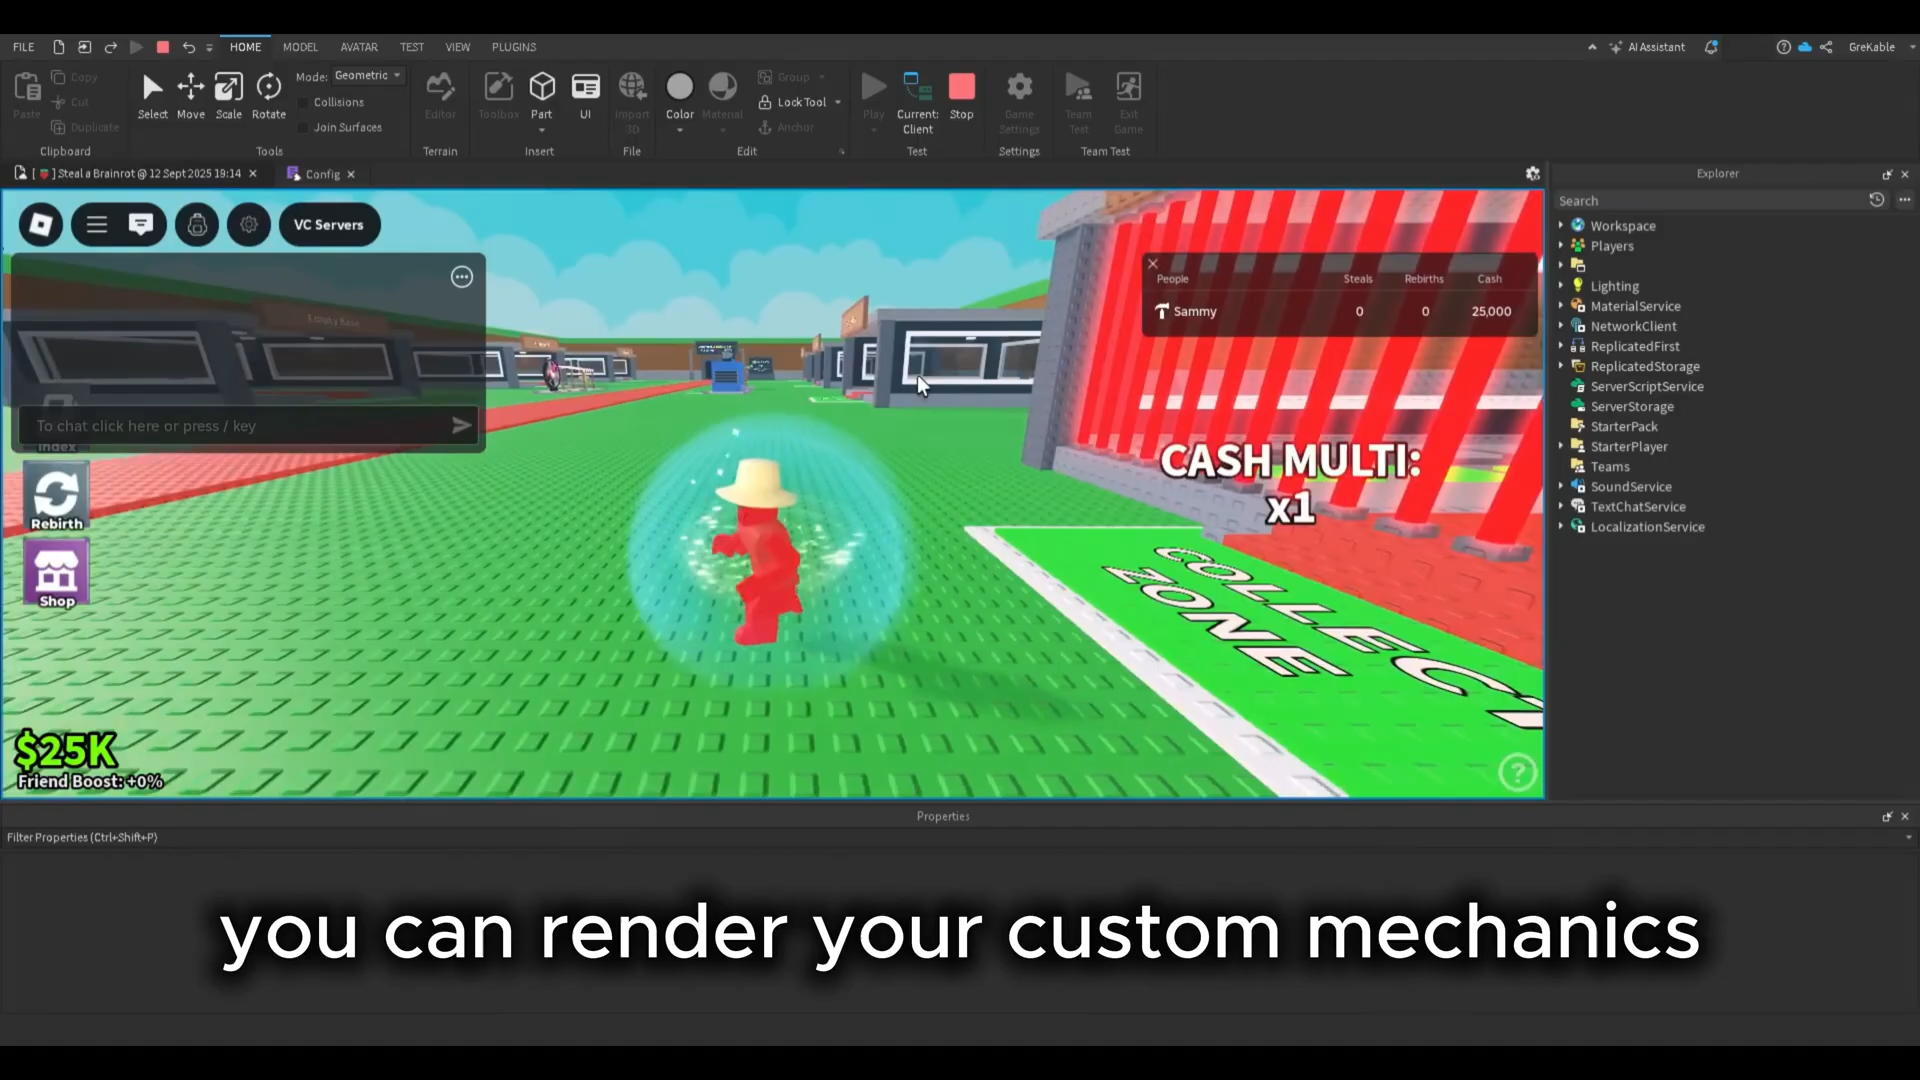 FILE HOME MODEL AVATAR TEST VIEW PLUGINS AI Assistant GreKable
Paste Copy Cut Duplicate Clipboard
Select Move Scale Rotate Mode: Geometric Collisions Join Surfaces Tools
Editor Terrain
Toolbox Part UI Insert
Import 3D File
Color Material Group Lock Tool Anchor Edit
Play Current: Client Stop Test
Game Settings Settings
Team Test Exit Game Team Test
[ ] Steal a Brainrot @ 12 Sept 2025 19:14
Config
VC Servers
Empty Base
To chat click here or press / key
Index
Rebirth
Shop
$25K
Friend Boost: +0%
People Steals Rebirths Cash
Sammy 0 0 25,000
CASH MULTI:
x1
COLLECT
ZONE
?
Explorer
Search
Workspace
Players
Lighting
MaterialService
NetworkClient
ReplicatedFirst
ReplicatedStorage
ServerScriptService
ServerStorage
StarterPack
StarterPlayer
Teams
SoundService
TextChatService
LocalizationService
Properties
Filter Properties (Ctrl+Shift+P)
you can render your custom mechanics